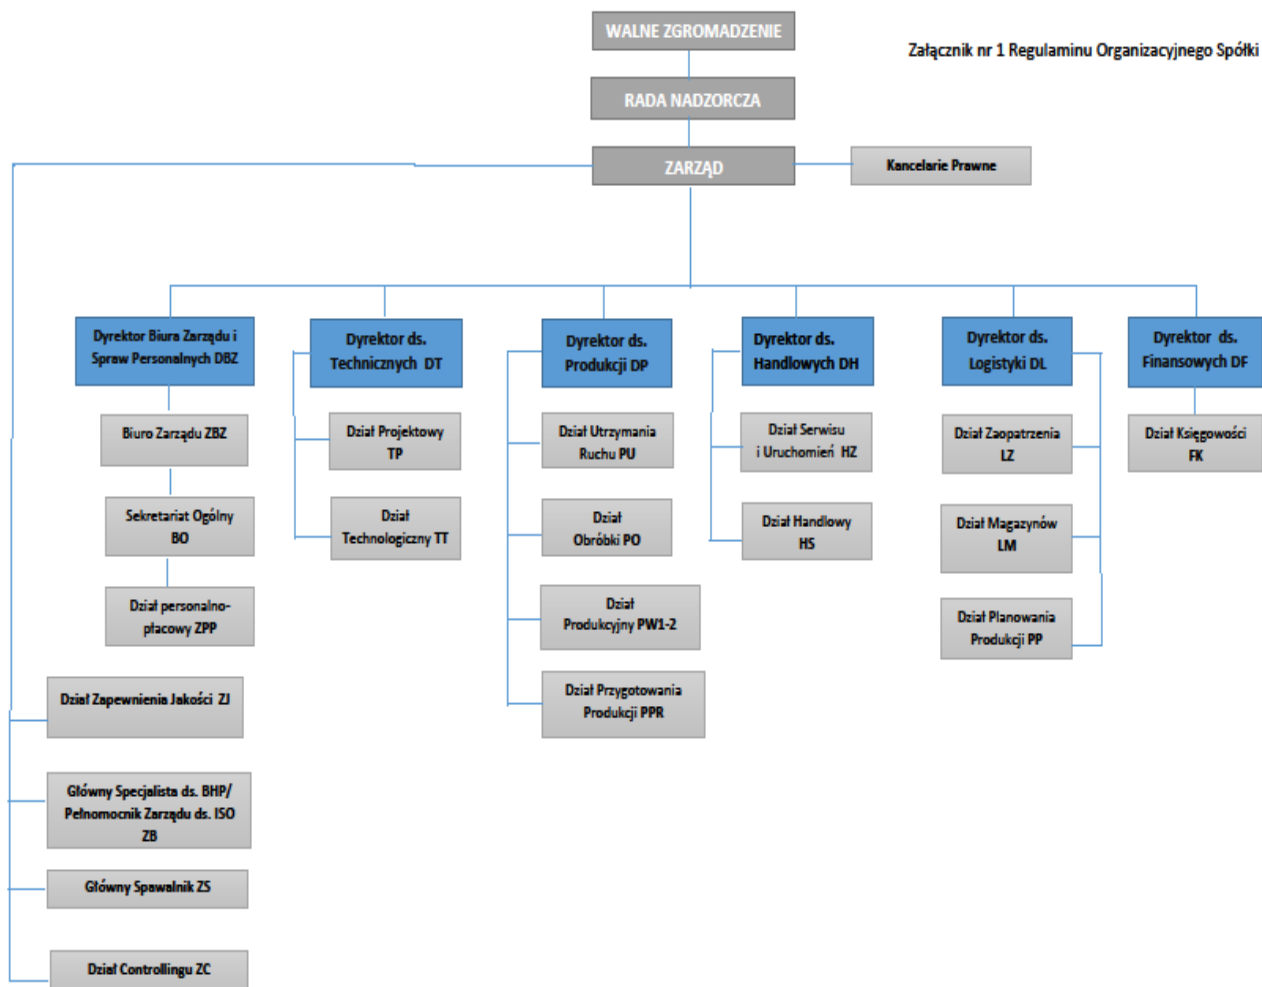 WALNE ZGROMADZENIE
Załącznik nr 1 Regulaminu Organizacyjnego Spółki
RADA NADZORCZA
ZARZĄD
Kancelarie Prawne
Dyrektor Biura Zarządu i
Spraw Personalnych DBZ
Biuro Zarządu ZBZ
Sekretariat Ogólny
BO
Dział personalno-
płacowy ZPP
Dyrektor ds.
Technicznych DT
Dział Projektowy
TP
Dział
Technologiczny TT
Dyrektor ds.
Produkcji DP
Dział Utrzymania
Ruchu PU
Dział
Obróbki PO
Dział
Produkcyjny PW1-2
Dział Przygotowania
Produkcji PPR
Dyrektor ds.
Handlowych DH
Dział Serwisu
i Uruchomień HZ
Dział Handlowy
HS
Dyrektor ds.
Logistyki DL
Dział Zaopatrzenia
LZ
Dział Magazynów
LM
Dział Planowania
Produkcji PP
Dyrektor ds.
Finansowych DF
Dział Księgowości
FK
Dział Zapewnienia Jakości ZJ
Główny Specjalista ds. BHP/
Pełnomocnik Zarządu ds. ISO
ZB
Główny Spawalnik ZS
Dział Controllingu ZC